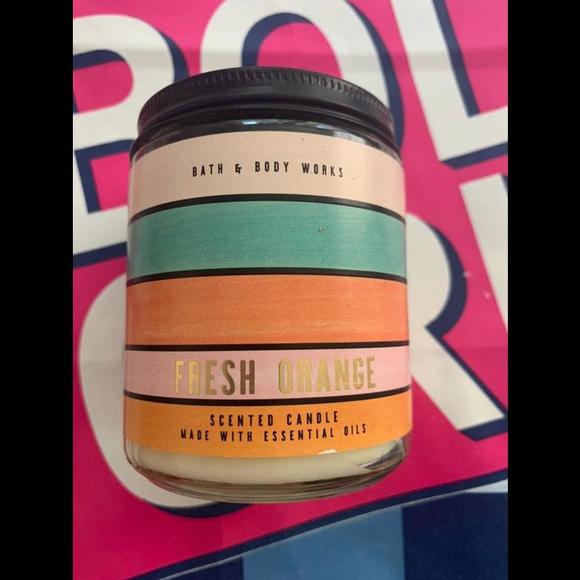 BATH & BODY WORKS
FRESH ORANGE
SCENTED CANDLE
MADE WITH ESSENTIAL OILS